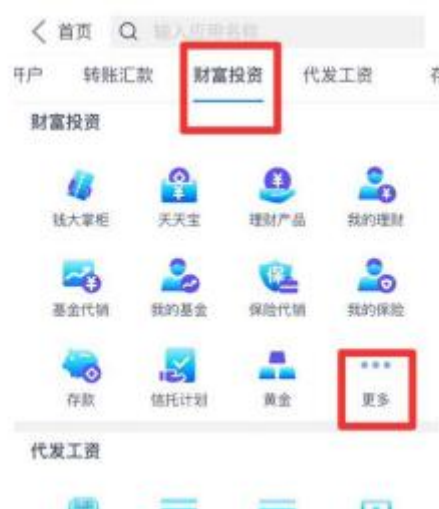 首页 输入应用名称
开户 转账汇款 财富投资 代发工资
财富投资
钱大掌柜 天天宝 理财产品 我的理财
基金代销 我的基金 保险代销 我的保险
存款 信托计划 黄金 更多
代发工资